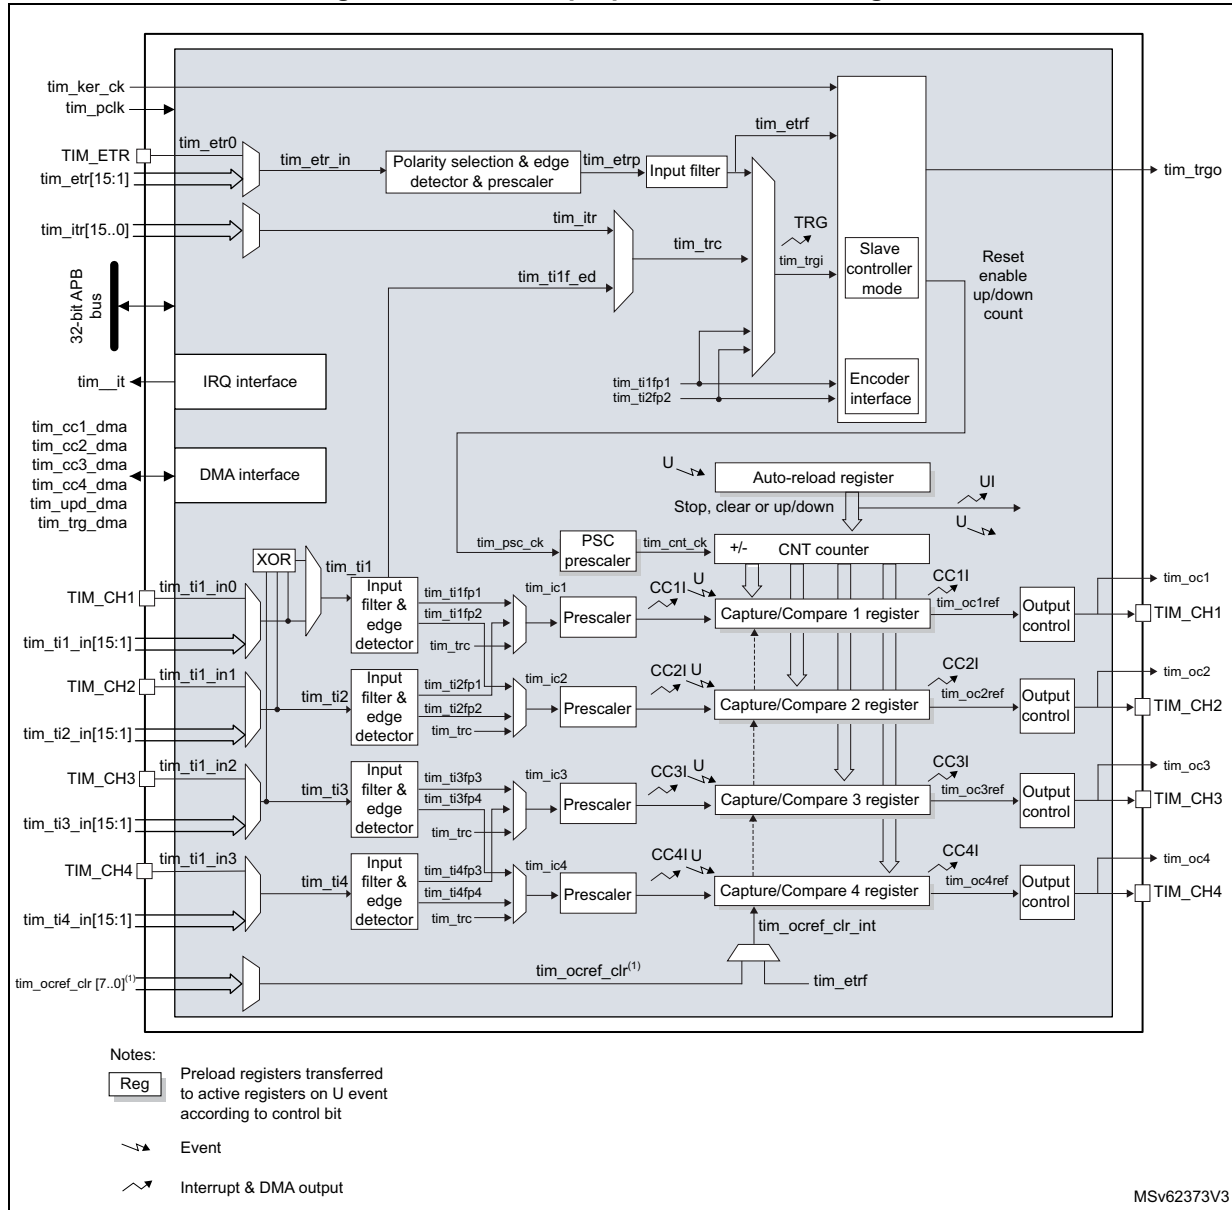 tim_ker_ck
tim_pclk
TIM_ETR
tim_etr0
tim_etr[15:1]
tim_etr_in
Polarity selection & edge
detector & prescaler
tim_etrp
Input filter
tim_etrf
tim_trgo
tim_itr[15..0]
tim_itr
tim_ti1f_ed
tim_trc
TRG
tim_trgi
Slave
controller
mode
Reset
enable
up/down
count
32-bit APB
bus
tim__it
IRQ interface
tim_ti1fp1
tim_ti2fp2
Encoder
interface
tim_cc1_dma
tim_cc2_dma
tim_cc3_dma
tim_cc4_dma
tim_upd_dma
tim_trg_dma
DMA interface
U
Auto-reload register
Stop, clear or up/down
UI
U
tim_psc_ck
PSC
prescaler
tim_cnt_ck
+/-
CNT counter
XOR
tim_ti1
TIM_CH1
tim_ti1_in0
tim_ti1_in[15:1]
Input
filter &
edge
detector
tim_ti1fp1
tim_ti1fp2
tim_trc
tim_ic1
Prescaler
CC1I
U
Capture/Compare 1 register
CC1I
tim_oc1ref
Output
control
tim_oc1
TIM_CH1
TIM_CH2
tim_ti1_in1
tim_ti2_in[15:1]
tim_ti2
Input
filter &
edge
detector
tim_ti2fp1
tim_ti2fp2
tim_trc
tim_ic2
Prescaler
CC2I
U
Capture/Compare 2 register
CC2I
tim_oc2ref
Output
control
tim_oc2
TIM_CH2
TIM_CH3
tim_ti1_in2
tim_ti3_in[15:1]
tim_ti3
Input
filter &
edge
detector
tim_ti3fp3
tim_ti3fp4
tim_trc
tim_ic3
Prescaler
CC3I
U
Capture/Compare 3 register
CC3I
tim_oc3ref
Output
control
tim_oc3
TIM_CH3
TIM_CH4
tim_ti1_in3
tim_ti4_in[15:1]
tim_ti4
Input
filter &
edge
detector
tim_ti4fp3
tim_ti4fp4
tim_trc
tim_ic4
Prescaler
CC4I
U
Capture/Compare 4 register
CC4I
tim_oc4ref
Output
control
tim_oc4
TIM_CH4
tim_ocref_clr_int
tim_ocref_clr [7..0](1)
tim_ocref_clr(1)
tim_etrf
Notes:
Reg
Preload registers transferred
to active registers on U event
according to control bit
Event
Interrupt & DMA output
MSv62373V3